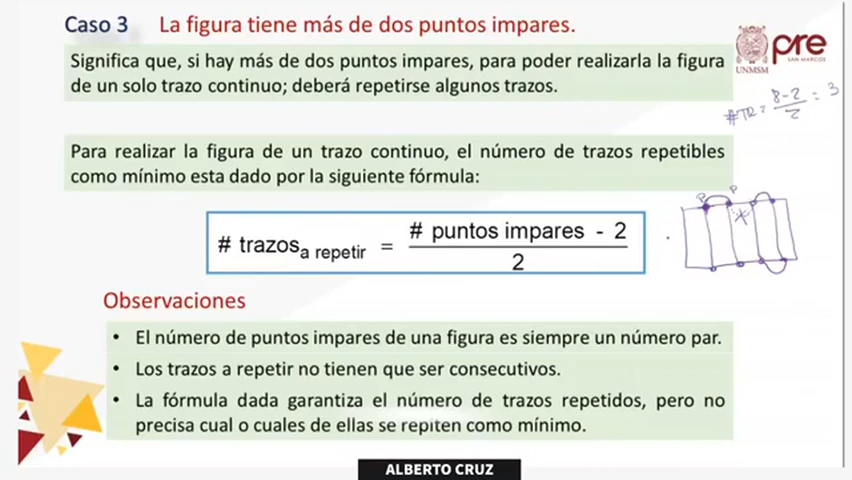 Caso 3 La figura tiene más de dos puntos impares.
Significa que, si hay más de dos puntos impares, para poder realizarla la figura
de un solo trazo continuo; deberá repetirse algunos trazos.
UNMSM
pre
SAN MARCOS
#TR = 8-2 / 2 = 3
Para realizar la figura de un trazo continuo, el número de trazos repetibles
como mínimo esta dado por la siguiente fórmula:
P P
# trazos a repetir = # puntos impares - 2
2
Observaciones
• El número de puntos impares de una figura es siempre un número par.
• Los trazos a repetir no tienen que ser consecutivos.
• La fórmula dada garantiza el número de trazos repetidos, pero no
precisa cual o cuales de ellas se repiten como mínimo.
ALBERTO CRUZ